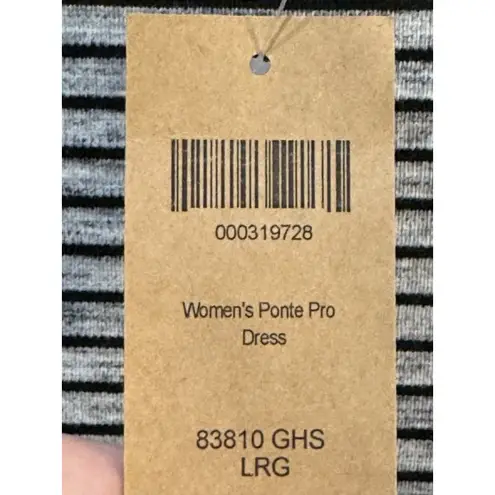 000319728
Women's Ponte Pro
Dress
83810 GHS
LRG